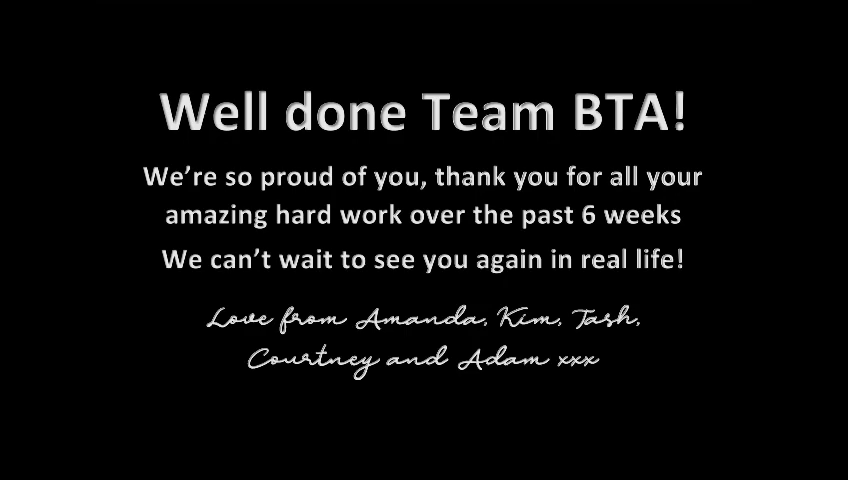 Well done Team BTA!
We’re so proud of you, thank you for all your
amazing hard work over the past 6 weeks
We can’t wait to see you again in real life!
Love from Amanda, Kim, Tash,
Courtney and Adam xxx